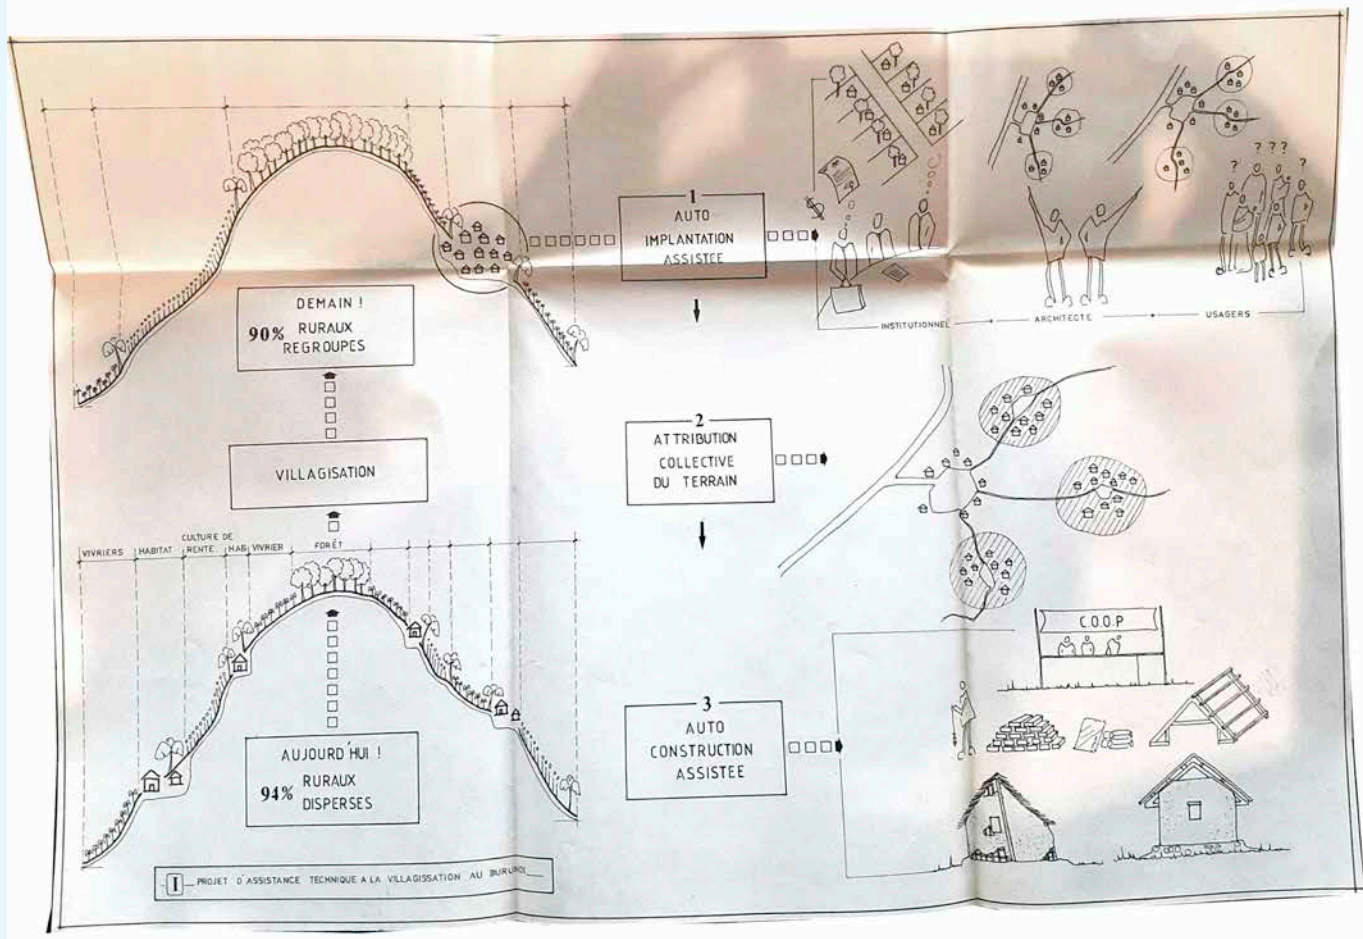 1
AUTO
IMPLANTATION
ASSISTEE
$
? ? ? ? ?
INSTITUTIONNEL
ARCHITECTE
USAGERS
DEMAIN !
90% RURAUX
REGROUPES
VILLAGISATION
2
ATTRIBUTION
COLLECTIVE
DU TERRAIN
VIVRIERS
HABITAT
CULTURE DE
RENTE
HAB
VIVRIER
FORÊT
C.O.O.P
3
AUTO
CONSTRUCTION
ASSISTEE
AUJOURD'HUI !
94% RURAUX
DISPERSES
I PROJET D'ASSISTANCE TECHNIQUE A LA VILLAGISSATION AU BURUNDI